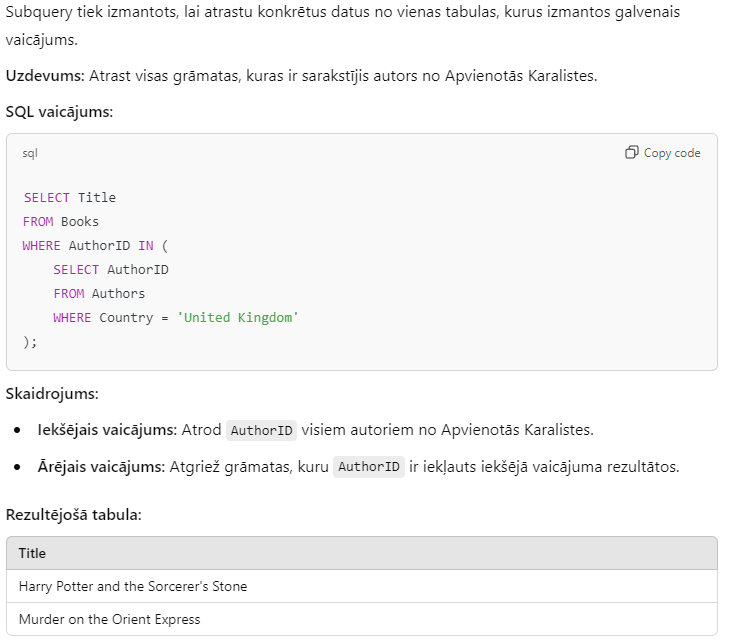 Subquery tiek izmantots, lai atrastu konkrētus datus no vienas tabulas, kurus izmantos galvenais
vaicājums.
Uzdevums: Atrast visas grāmatas, kuras ir sarakstījis autors no Apvienotās Karalistes.
SQL vaicājums:
sql
Copy code
SELECT Title
FROM Books
WHERE AuthorID IN (
    SELECT AuthorID
    FROM Authors
    WHERE Country = 'United Kingdom'
);
Skaidrojums:
• Iekšējais vaicājums: Atrod AuthorID visiem autoriem no Apvienotās Karalistes.
• Ārējais vaicājums: Atgriež grāmatas, kuru AuthorID ir iekļauts iekšējā vaicājuma rezultātos.
Rezultējošā tabula:
Title
Harry Potter and the Sorcerer's Stone
Murder on the Orient Express